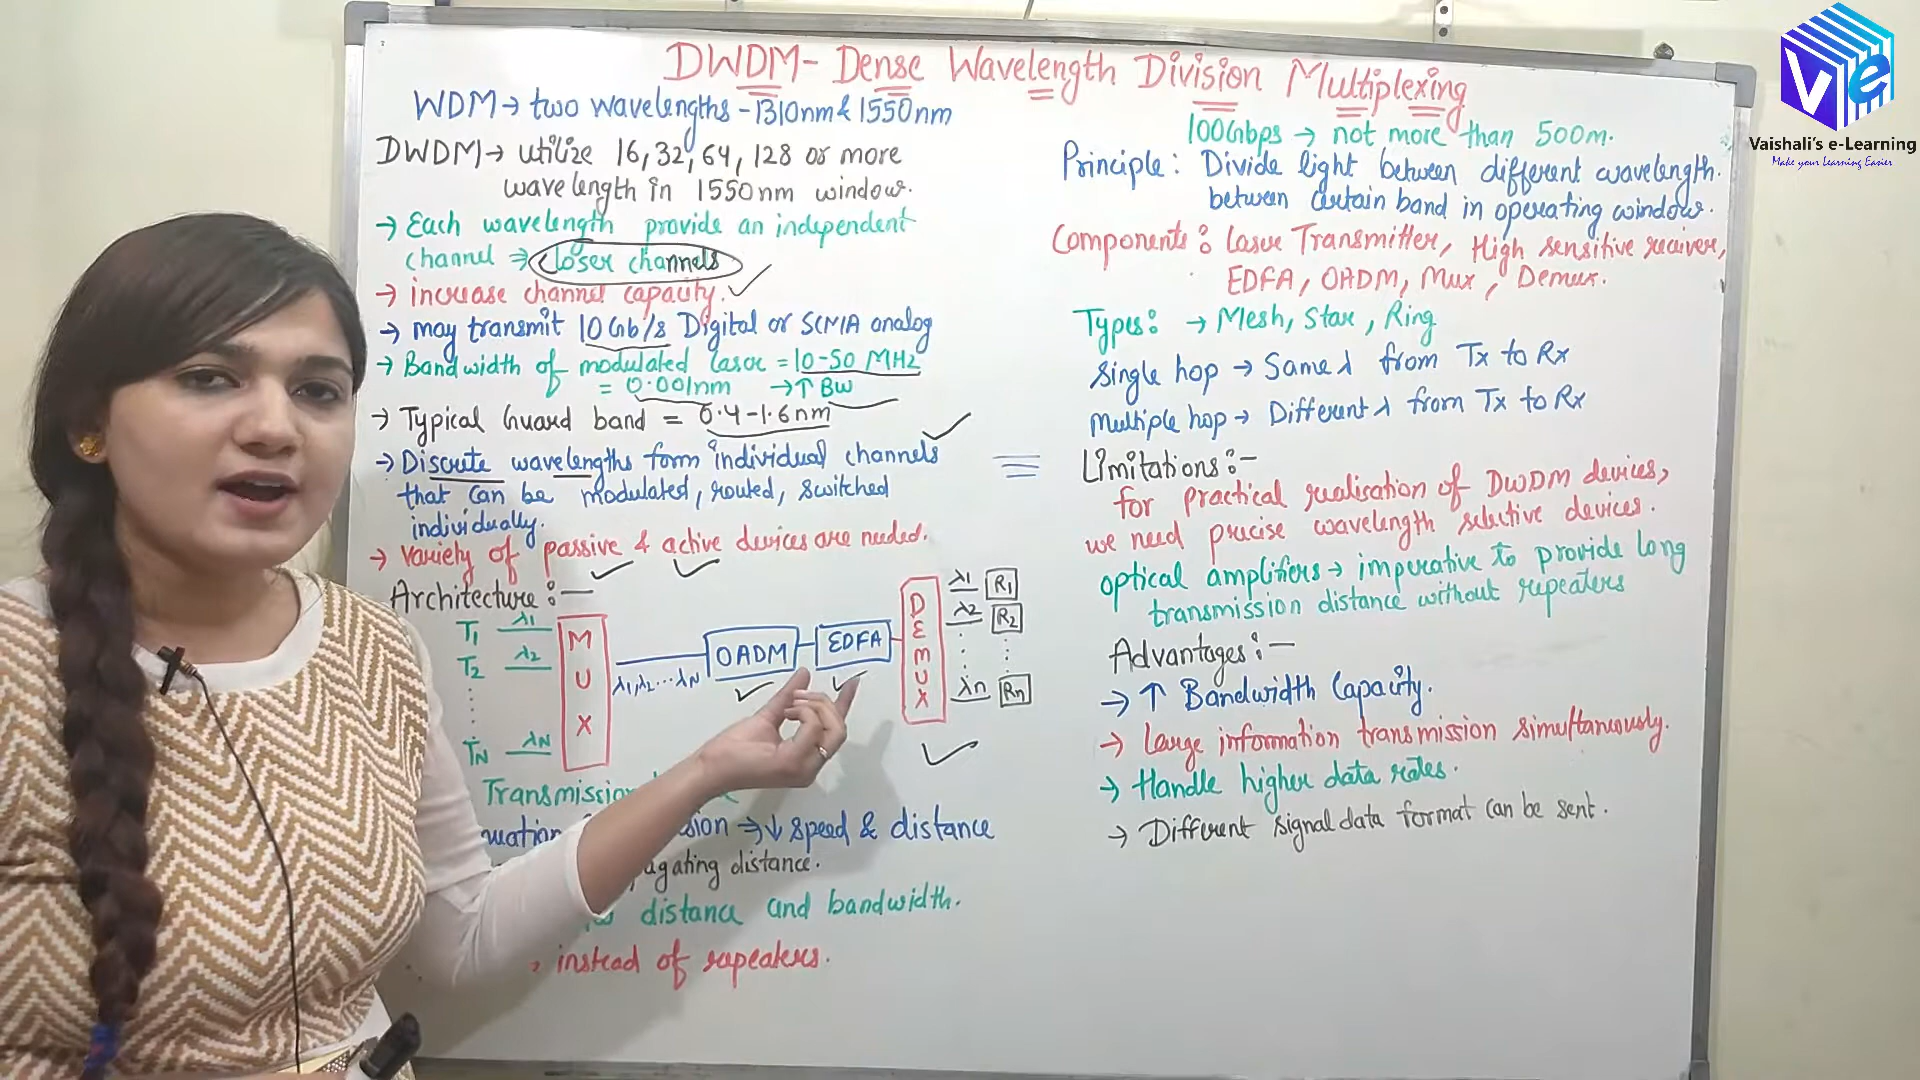 DWDM - Dense Wavelength Division Multiplexing
WDM → two wavelengths - 1310nm & 1550nm
DWDM → utilize 16, 32, 64, 128 or more
wavelength in 1550nm window.
→ Each wavelength provide an independent
channel ⇒ closer channels
→ increase channel capacity.
→ may transmit 10Gb/s Digital or SCMA analog
→ Bandwidth of modulated laser = 10-50 MHz
= 0.001nm → ↑ BW
→ Typical Guard band = 0.4-1.6nm
→ Discrete wavelengths form individual channels
that can be modulated, routed, switched
individually.
→ Variety of passive & active devices are needed.
Architecture :-
T1 λ1
T2 λ2
TN λN
MUX
λ1, λ2...λN
OADM
EDFA
DEMUX
λ1 R1
λ2 R2
λn Rn
Transmission
→ ↓ speed & distance
distance.
distance and bandwidth.
instead of repeaters.
100Gbps → not more than 500m.
Principle : Divide light between different wavelength.
between certain band in operating window.
Components : Laser Transmitter, High sensitive reciver,
EDFA, OADM, Mux, Demux.
Types : → Mesh, Star, Ring
Single hop → Same λ from Tx to Rx
Multiple hop → Different λ from Tx to Rx
Limitations :-
for practical realisation of DWDM devices,
we need precise wavelength selective devices.
optical amplifiers → imperative to provide long
transmission distance without repeaters
Advantages :-
→ ↑ Bandwidth Capacity.
→ Large information transmission simultaneously.
→ Handle higher data rates.
→ Different signal data format can be sent.
Ve
Vaishali's e-Learning
Make your Learning Easier